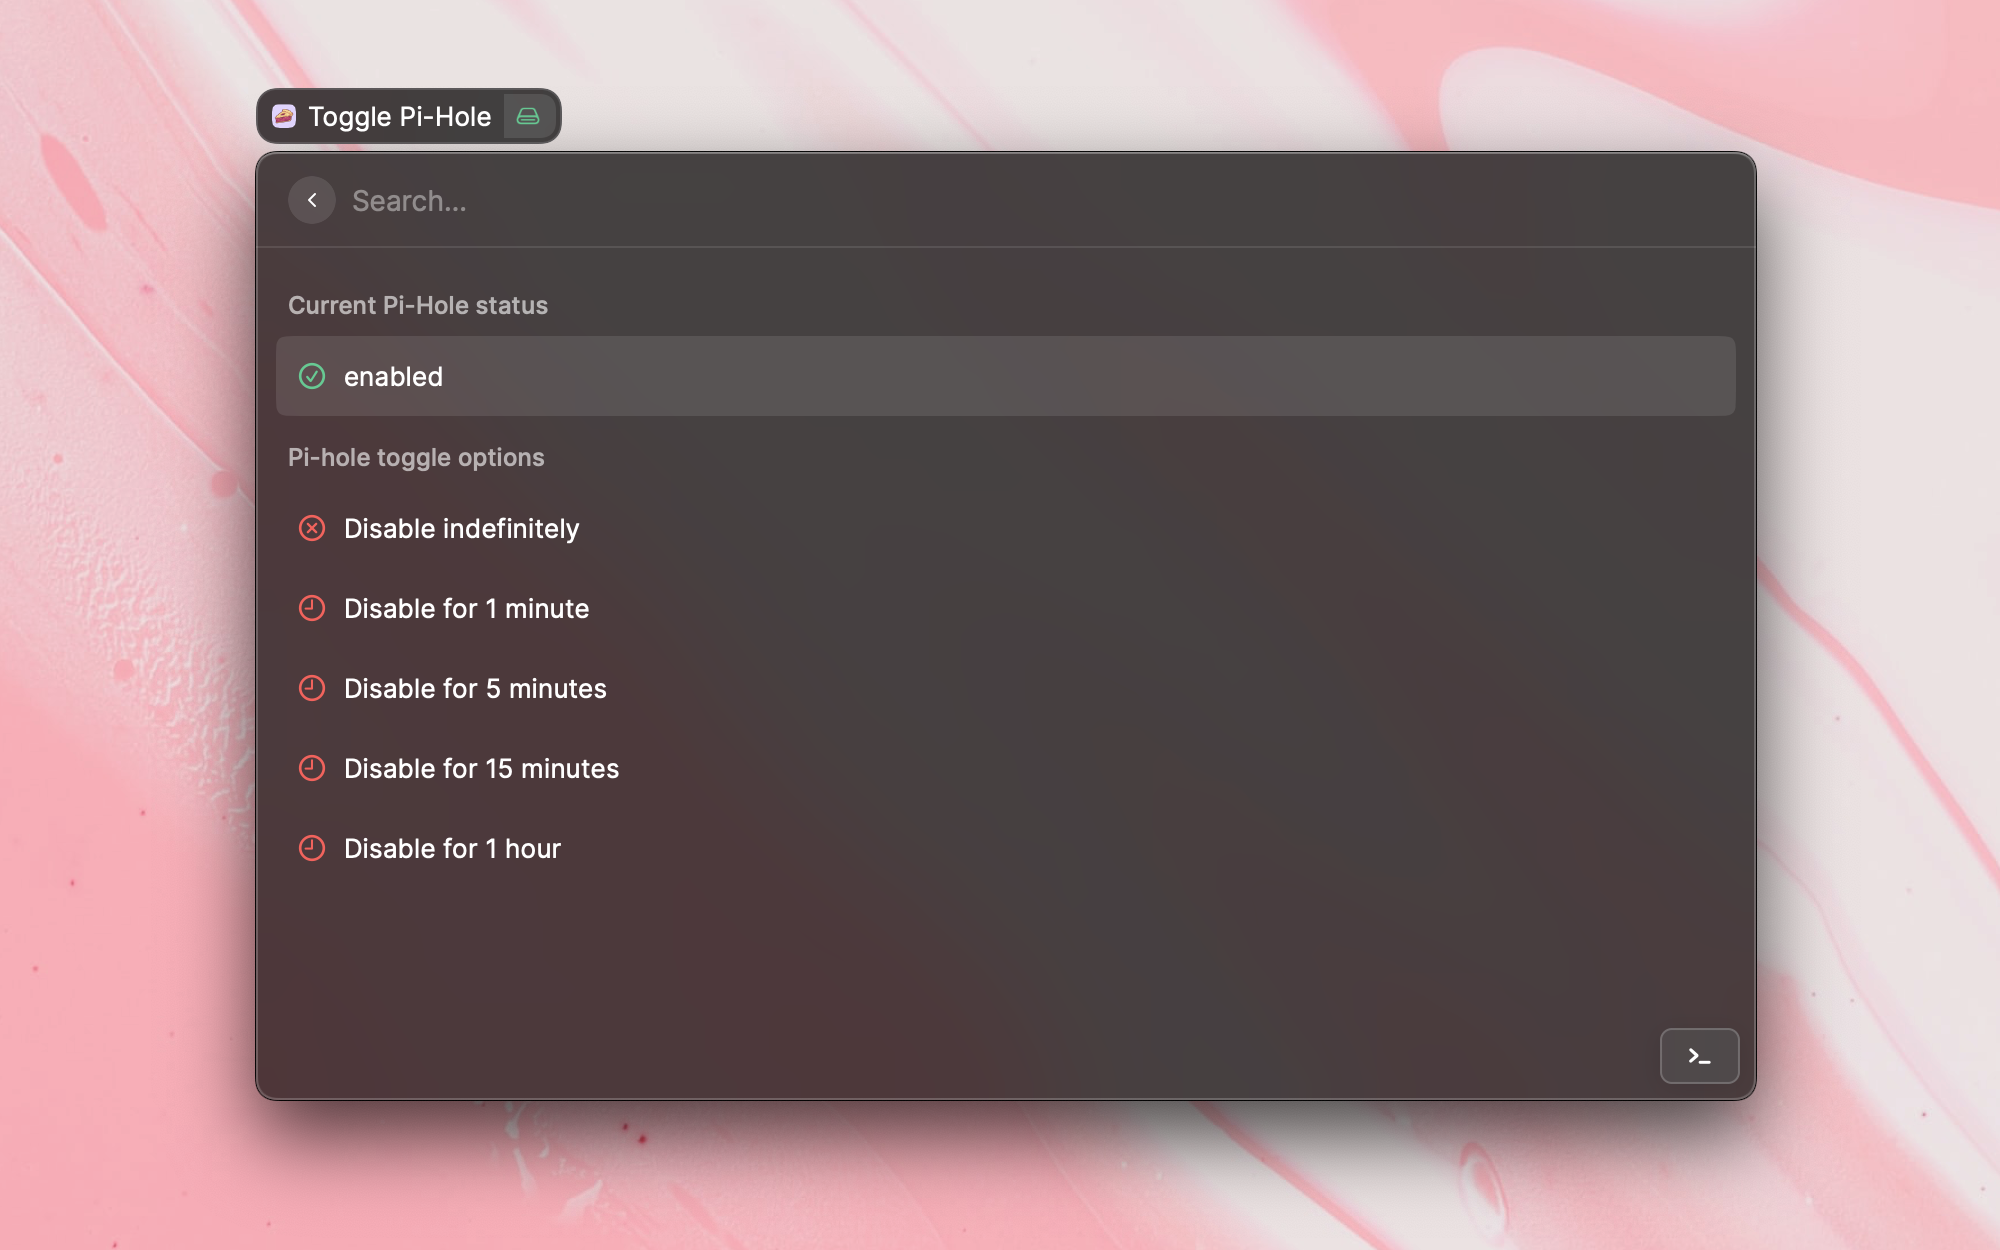 Toggle Pi-Hole
Search...
Current Pi-Hole status
enabled
Pi-hole toggle options
Disable indefinitely
Disable for 1 minute
Disable for 5 minutes
Disable for 15 minutes
Disable for 1 hour